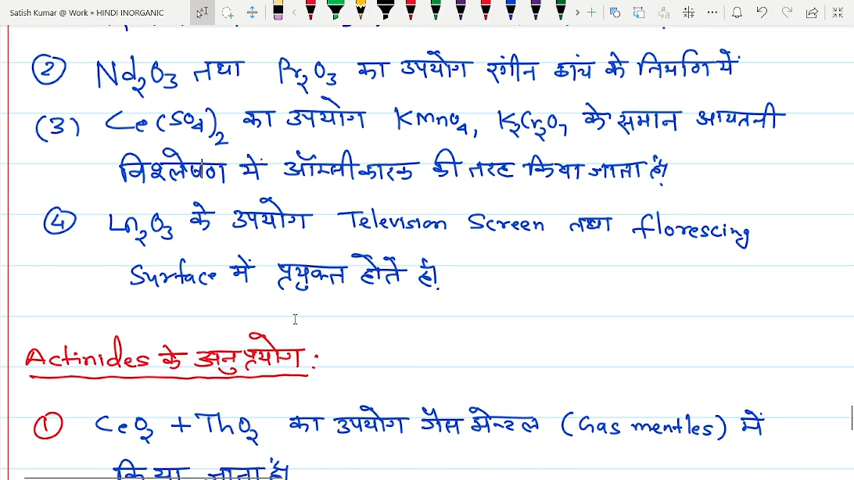 Satish Kumar @ Work » HINDI INORGANIC
② Nd₂O₃ तथा Pr₂O₃ का उपयोग रंगीन कांच के निर्माण में
(3) Ce(SO₄)₂ का उपयोग KMnO₄, K₂Cr₂O₇ के समान आयतनी
विश्लेषण में ऑक्सीकारक की तरह किया जाता है।
④ Ln₂O₃ के उपयोग Television Screen तथा florescing
Surface में प्रयुक्त होते है।
Actinides के अनुप्रयोग :
① CeO₂ + ThO₂ का उपयोग गैस मेन्टल (Gas mentles) में
किया जाता है।